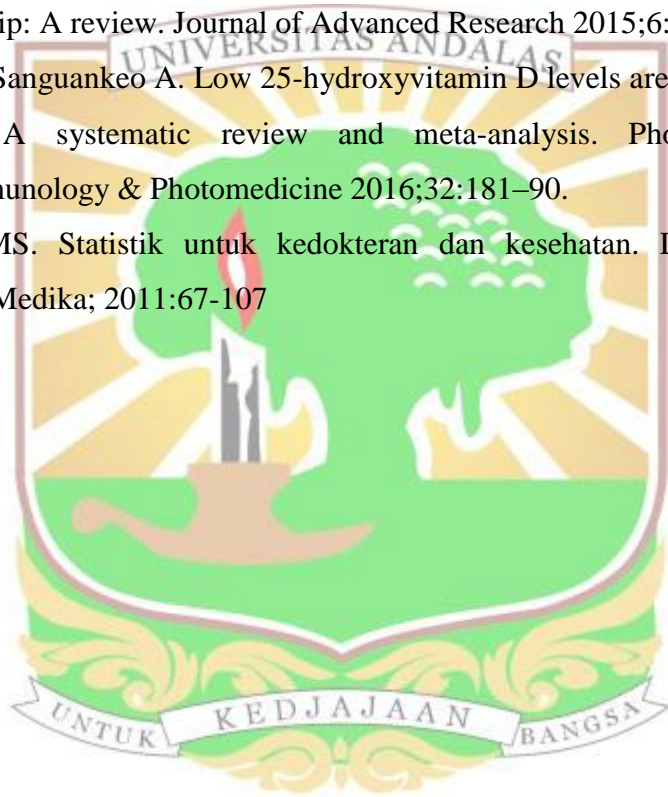 ip: A review. Journal of Advanced Research 2015;6:
UNIVERSITAS ANDALAS
Sanguankeo A. Low 25-hydroxyvitamin D levels are
A systematic review and meta-analysis. Pho
unology & Photomedicine 2016;32:181–90.
MS. Statistik untuk kedokteran dan kesehatan.
Medika; 2011:67-107
UNTUK KEDJAJAAN BANGSA